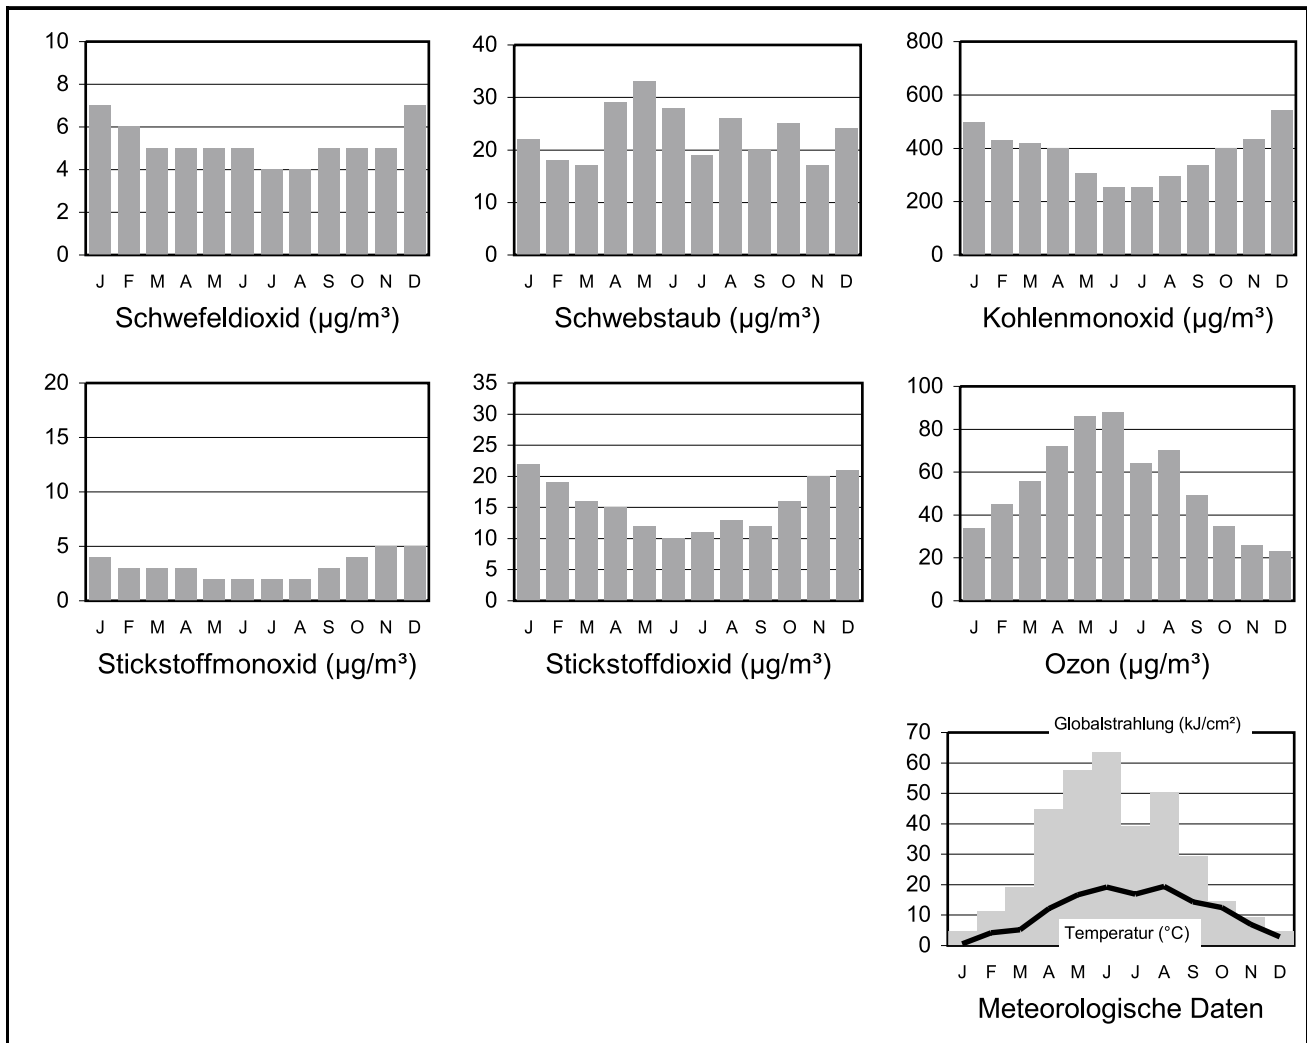 10
8
6
4
2
0
J F M A M J J A S O N D
Schwefeldioxid (µg/m³)
40
30
20
10
0
J F M A M J J A S O N D
Schwebstaub (µg/m³)
800
600
400
200
0
J F M A M J J A S O N D
Kohlenmonoxid (µg/m³)
20
15
10
5
0
J F M A M J J A S O N D
Stickstoffmonoxid (µg/m³)
35
30
25
20
15
10
5
0
J F M A M J J A S O N D
Stickstoffdioxid (µg/m³)
100
80
60
40
20
0
J F M A M J J A S O N D
Ozon (µg/m³)
Globalstrahlung (kJ/cm²)
70
60
50
40
30
20
10
0
Temperatur (°C)
J F M A M J J A S O N D
Meteorologische Daten